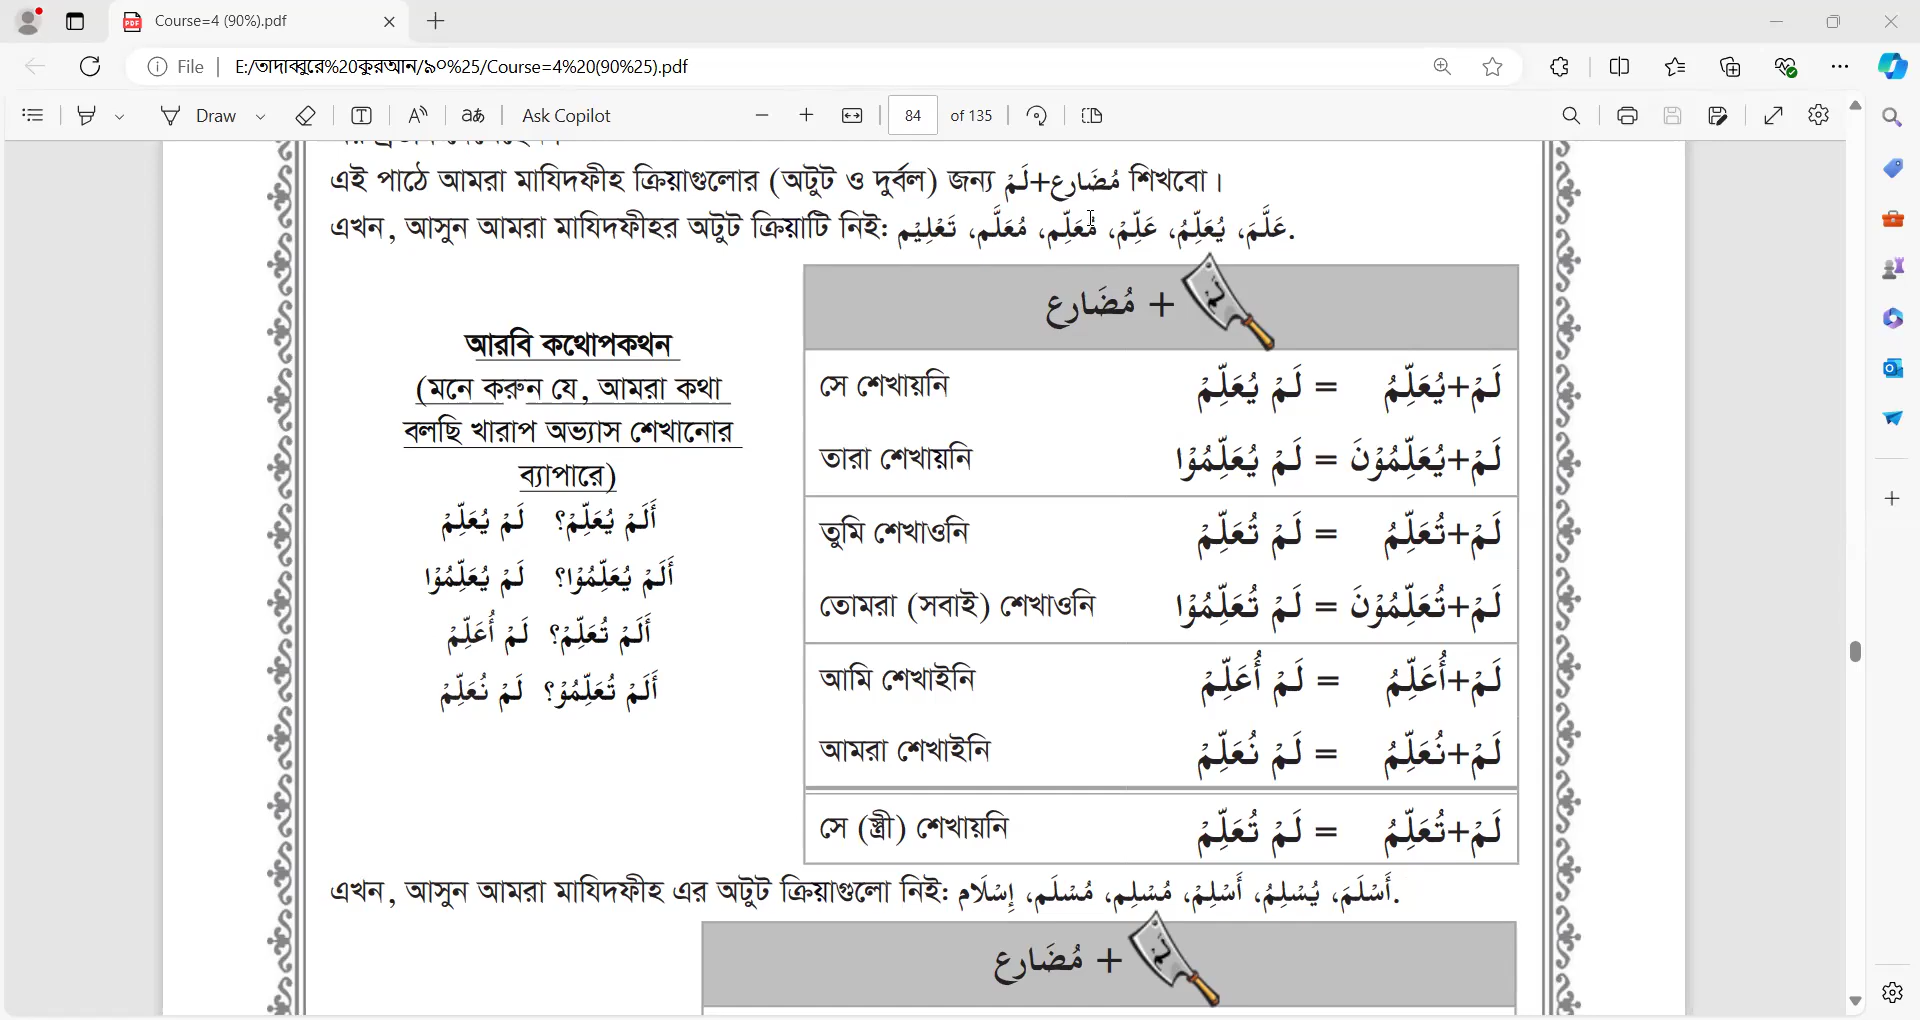 Course=4 (90%).pdf
File
E:/তাদাব্বুরে%20কুরআন/৯০%25/Course=4%20(90%25).pdf
Draw
Ask Copilot
84 of 135
এই পাঠে আমরা মাযিদফীহ ক্রিয়াগুলোর (অটুট ও দুর্বল) জন্য لَمْ+مُضَارِع শিখবো।
এখন, আসুন আমরা মাযিদফীহর অটুট ক্রিয়াটি নিই: عَلَّمَ، يُعَلِّمُ، عَلِّمْ، مُعَلِّم، مُعَلَّم، تَعْلِيْم.
لَمْ + مُضَارِع
সে শেখায়নি لَمْ+يُعَلِّمُ = لَمْ يُعَلِّمْ
তারা শেখায়নি لَمْ+يُعَلِّمُوْنَ = لَمْ يُعَلِّمُوْا
তুমি শেখাওনি لَمْ+تُعَلِّمُ = لَمْ تُعَلِّمْ
তোমরা (সবাই) শেখাওনি لَمْ+تُعَلِّمُوْنَ = لَمْ تُعَلِّمُوْا
আমি শেখাইনি لَمْ+أُعَلِّمُ = لَمْ أُعَلِّمْ
আমরা শেখাইনি لَمْ+نُعَلِّمُ = لَمْ نُعَلِّمْ
সে (স্ত্রী) শেখায়নি لَمْ+تُعَلِّمُ = لَمْ تُعَلِّمْ
আরবি কথোপকথন
(মনে করুন যে, আমরা কথা
বলছি খারাপ অভ্যাস শেখানোর
ব্যাপারে)
أَلَمْ يُعَلِّمْ؟ لَمْ يُعَلِّمْ
أَلَمْ يُعَلِّمُوْا؟ لَمْ يُعَلِّمُوْا
أَلَمْ تُعَلِّمْ؟ لَمْ أُعَلِّمْ
أَلَمْ تُعَلِّمُوْ؟ لَمْ نُعَلِّمْ
এখন, আসুন আমরা মাযিদফীহ এর অটুট ক্রিয়াগুলো নিই: أَسْلَمَ، يُسْلِمُ، أَسْلِمْ، مُسْلِم، مُسْلَم، إِسْلَام.
لَمْ + مُضَارِع